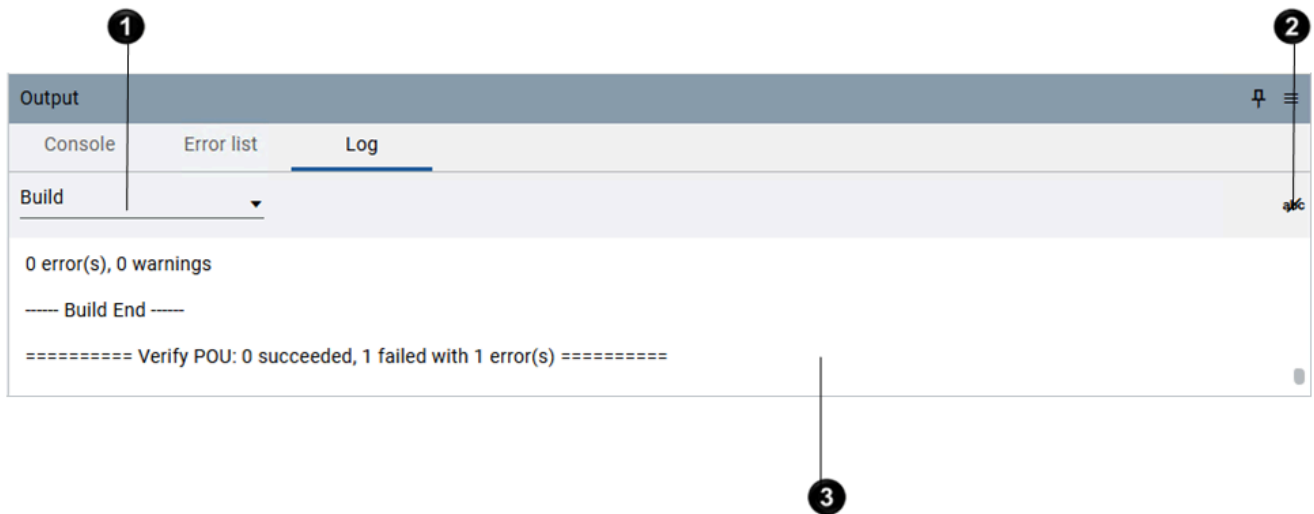 1 2
Output
Console Error list Log
Build abc
0 error(s), 0 warnings
------ Build End ------
========== Verify POU: 0 succeeded, 1 failed with 1 error(s) ==========
3